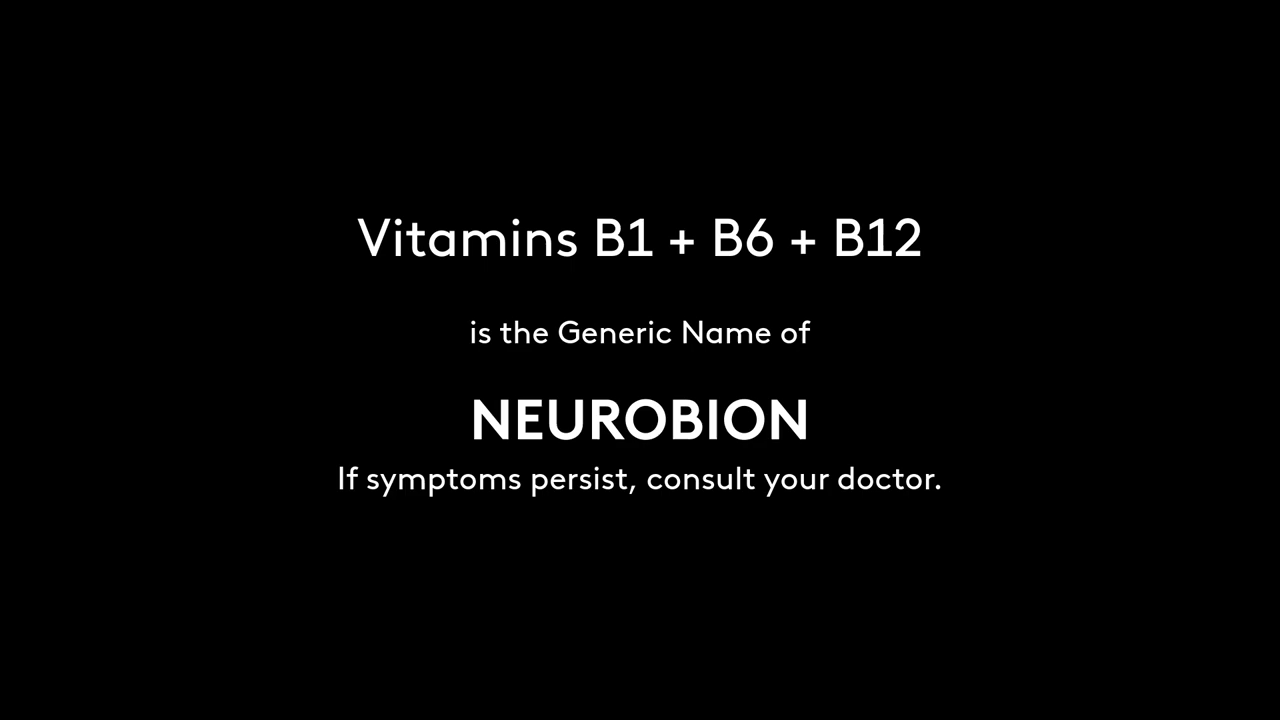 Vitamins B1 + B6 + B12
is the Generic Name of
NEUROBION
If symptoms persist, consult your doctor.